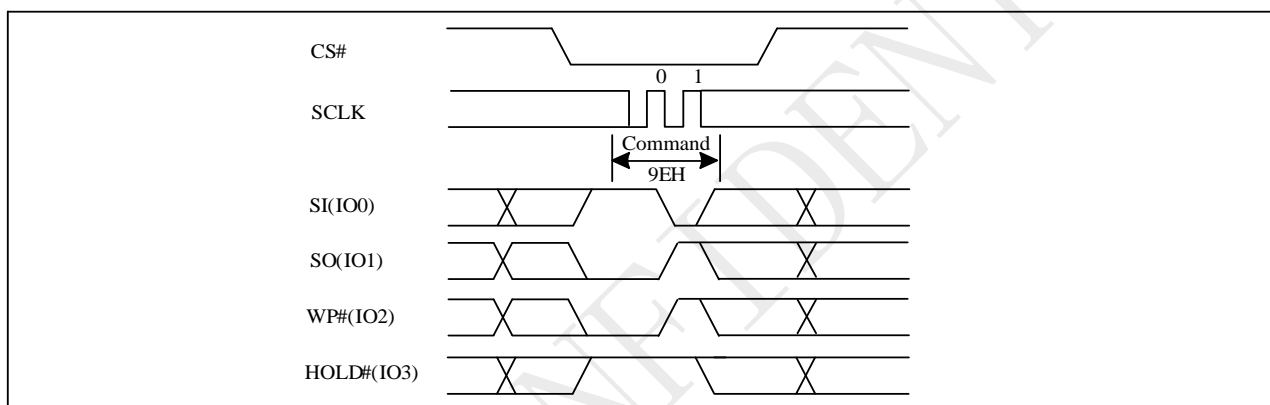 CS#
0 1
SCLK
Command
9EH
SI(IO0)
SO(IO1)
WP#(IO2)
HOLD#(IO3)